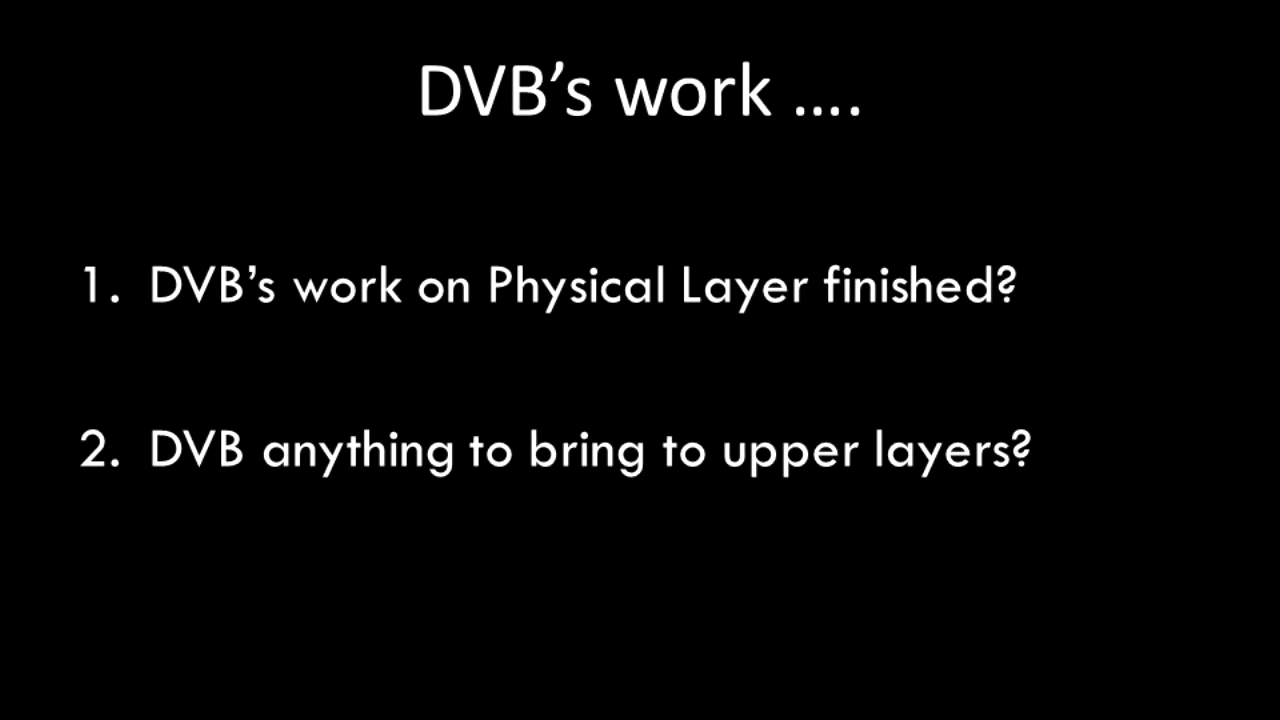 DVB’s work ....
1. DVB’s work on Physical Layer finished?
2. DVB anything to bring to upper layers?